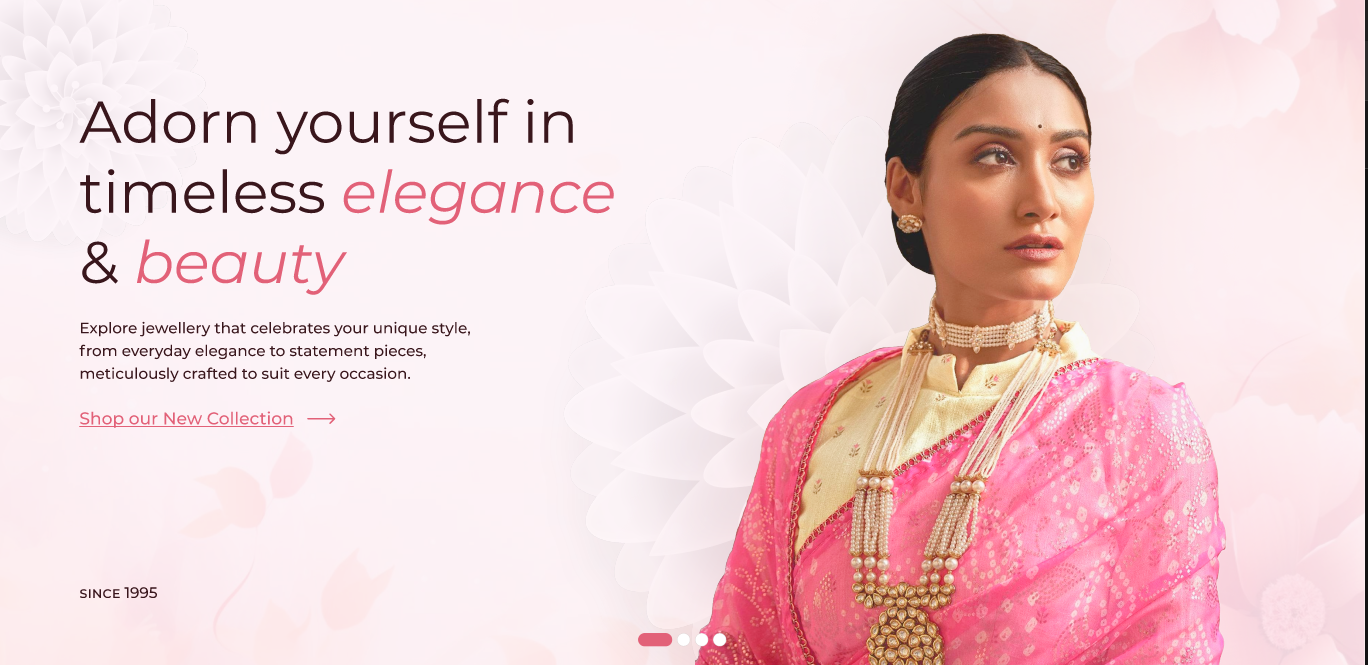 Adorn yourself in
timeless elegance
& beauty
Explore jewellery that celebrates your unique style,
from everyday elegance to statement pieces,
meticulously crafted to suit every occasion.
Shop our New Collection
SINCE 1995